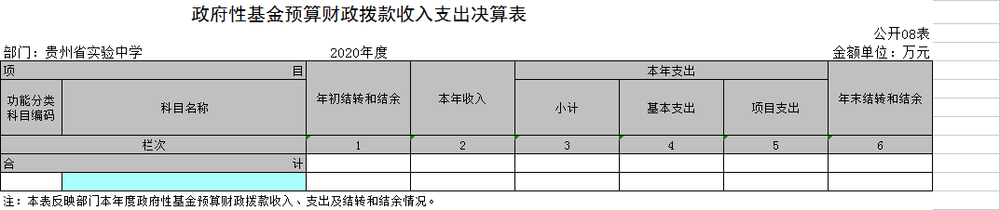 政府性基金预算财政拨款收入支出决算表
公开08表
部门：贵州省实验中学 2020年度 金额单位：万元
项 目 年初结转和结余 本年收入 本年支出 年末结转和结余
功能分类科目编码 科目名称 小计 基本支出 项目支出
栏次 1 2 3 4 5 6
合 计
注：本表反映部门本年度政府性基金预算财政拨款收入、支出及结转和结余情况。